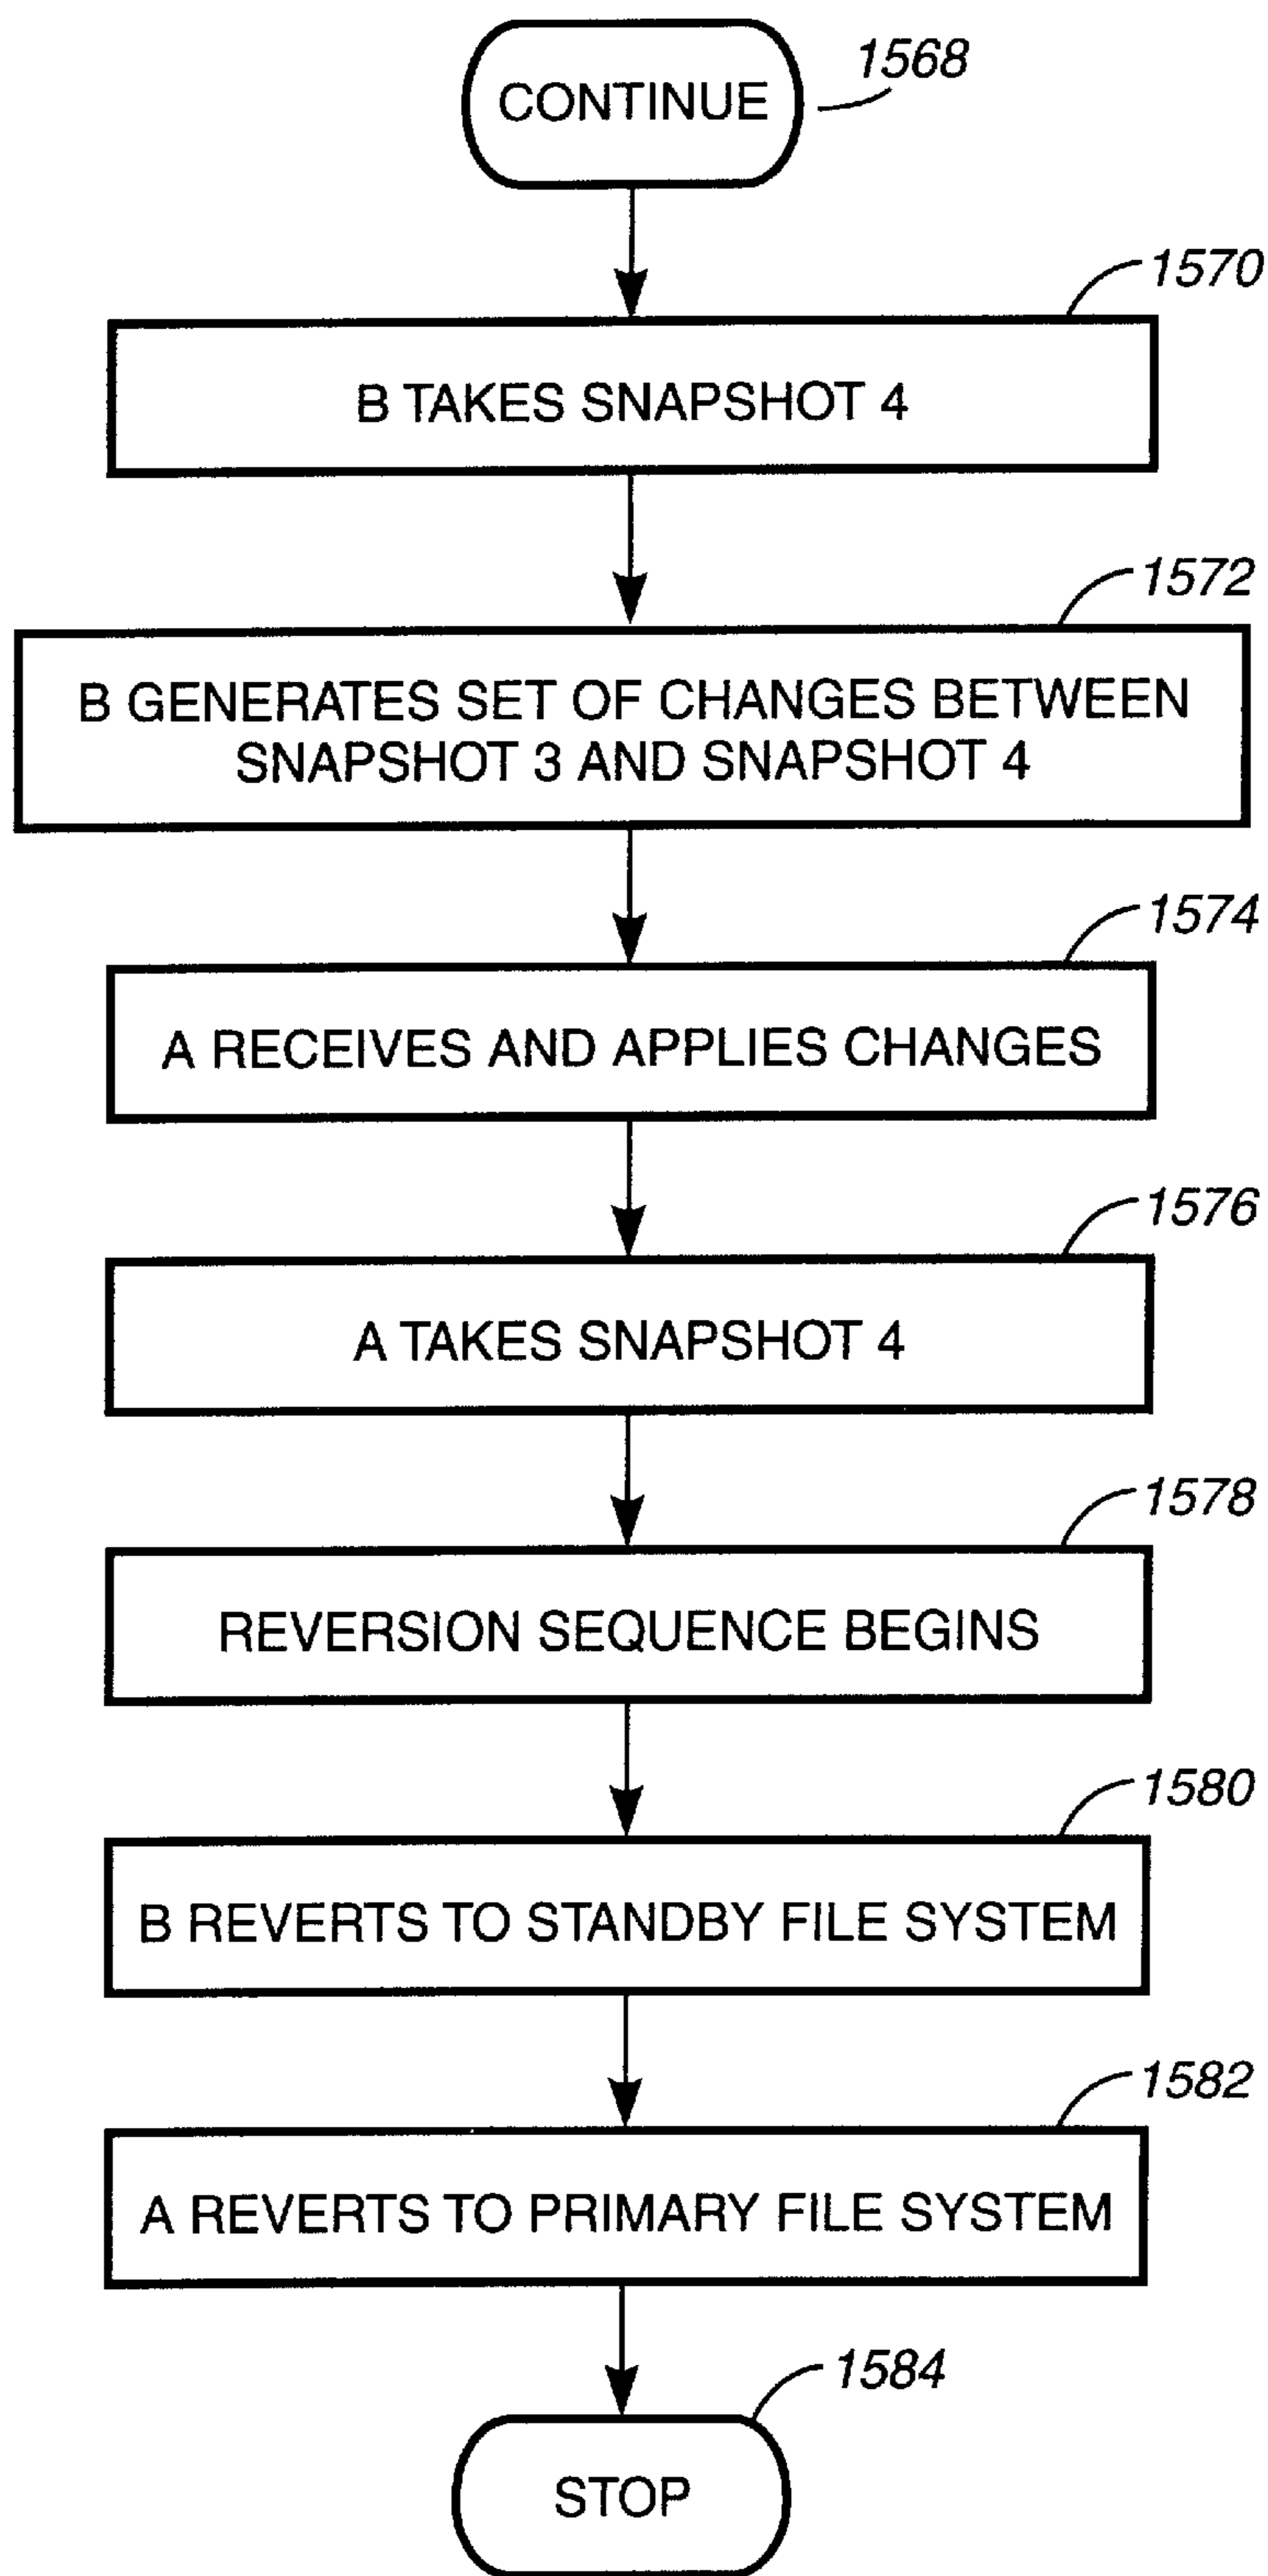 CONTINUE
1568
1570
B TAKES SNAPSHOT 4
1572
B GENERATES SET OF CHANGES BETWEEN
SNAPSHOT 3 AND SNAPSHOT 4
1574
A RECEIVES AND APPLIES CHANGES
1576
A TAKES SNAPSHOT 4
1578
REVERSION SEQUENCE BEGINS
1580
B REVERTS TO STANDBY FILE SYSTEM
1582
A REVERTS TO PRIMARY FILE SYSTEM
1584
STOP